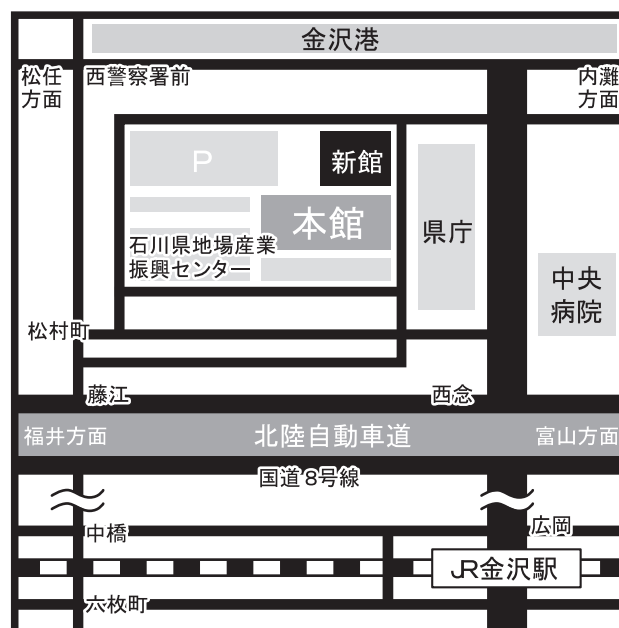 金沢港
松任
方面
西警察署前
内灘
方面
P
新館
本館
県庁
石川県地場産業
振興センター
中央
病院
松村町
藤江
西念
福井方面
北陸自動車道
富山方面
国道8号線
中橋
広岡
JR金沢駅
六枚町